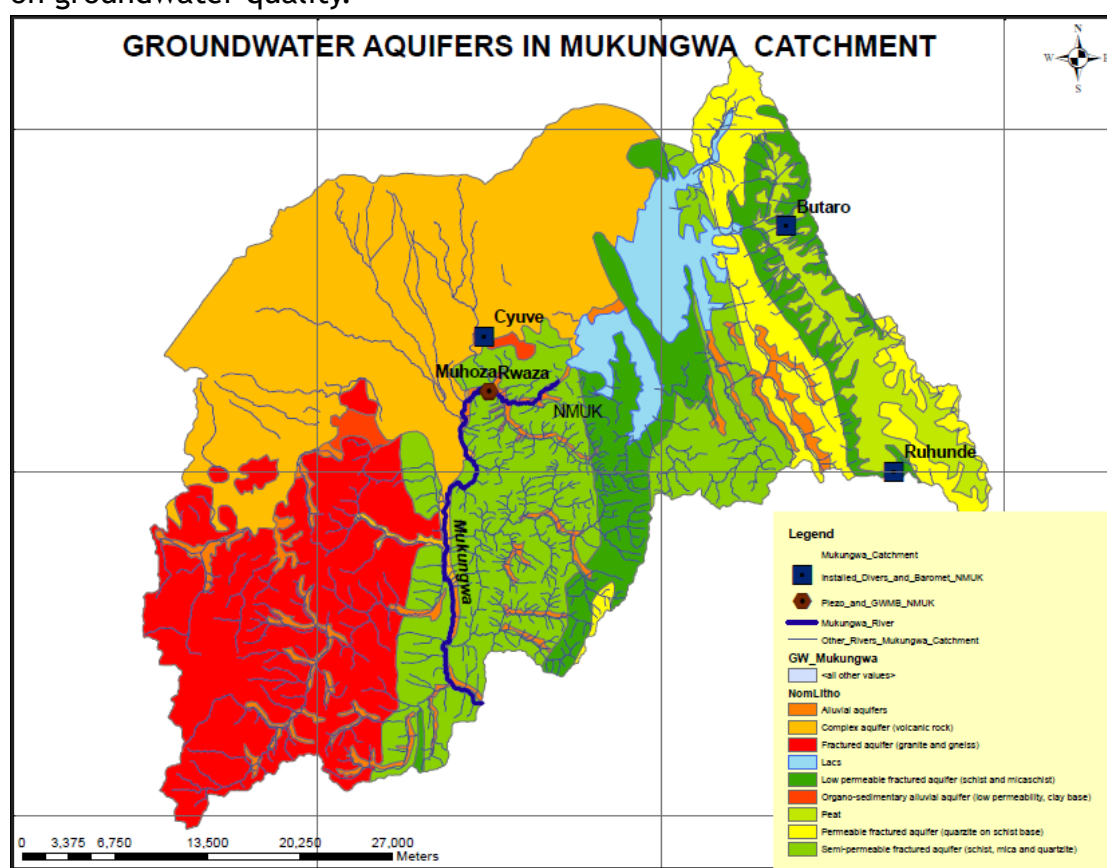 on groundwater quality.
GROUNDWATER AQUIFERS IN MUKUNGWA CATCHMENT
N
W E
S
Butaro
Cyuve
MuhozaRwaza
NMUK
Ruhunde
Mukungwa
Legend
Mukungwa_Catchment
Installed_Divers_and_Baromet_NMUK
Piezo_and_GWMB_NMUK
Mukungwa_River
Other_Rivers_Mukungwa_Catchment
GW_Mukungwa
<all other values>
NomLitho
Alluvial aquifers
Complex aquifer (volcanic rock)
Fractured aquifer (granite and gneiss)
Lacs
Low permeable fractured aquifer (schist and micaschist)
Organo-sedimentary alluvial aquifer (low permeability, clay base)
Peat
Permeable fractured aquifer (quartzite on schist base)
Semi-permeable fractured aquifer (schist, mica and quartzite)
0 3,375 6,750 13,500 20,250 27,000
Meters